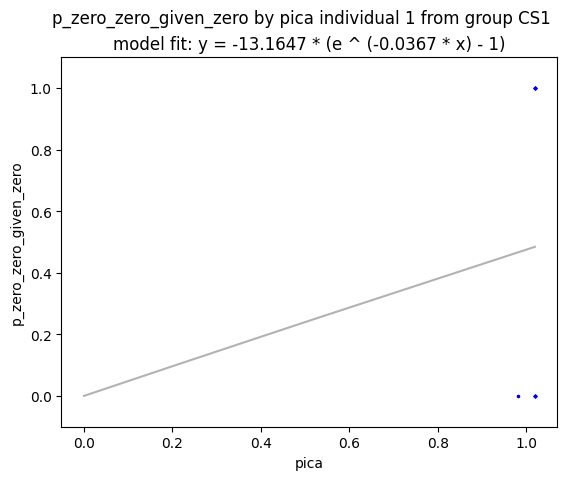 p_zero_zero_given_zero by pica individual 1 from group CS1
model fit: y = -13.1647 * (e ^ (-0.0367 * x) - 1)
1.0
0.8
0.6
0.4
0.2
0.0
p_zero_zero_given_zero
0.0 0.2 0.4 0.6 0.8 1.0
pica